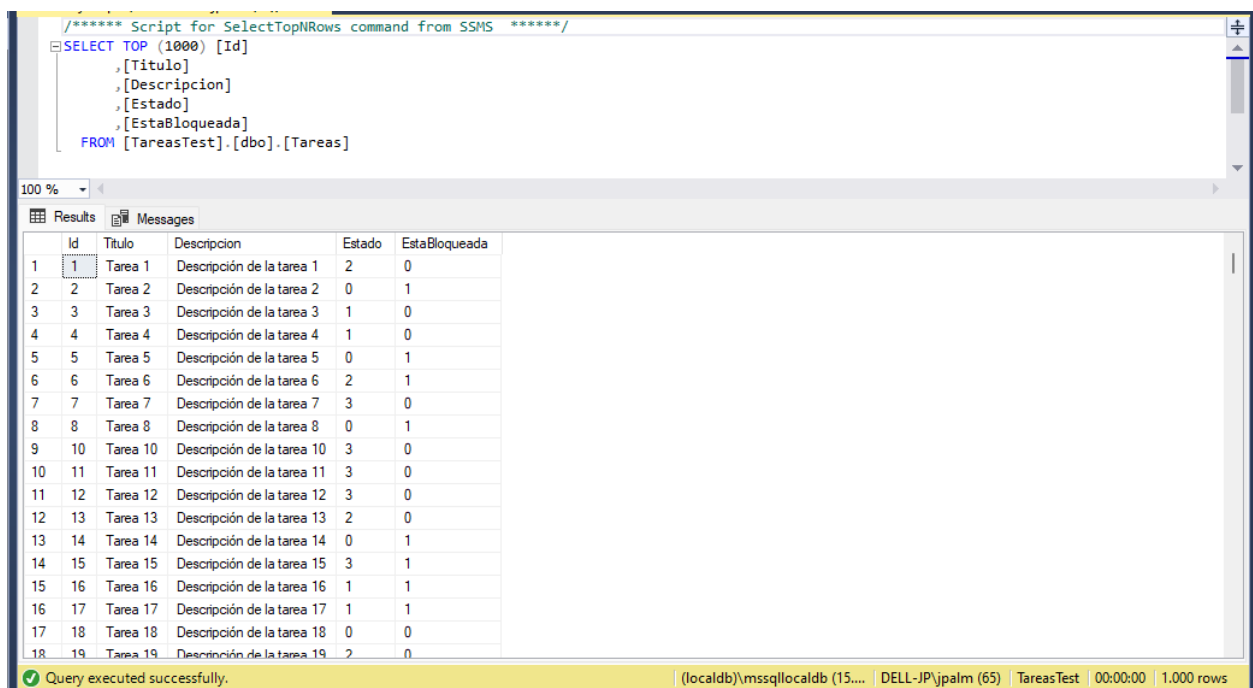 /****** Script for SelectTopNRows command from SSMS  ******/
SELECT TOP (1000) [Id]
,[Titulo]
,[Descripcion]
,[Estado]
,[EstaBloqueada]
FROM [TareasTest].[dbo].[Tareas]
100 %
Results Messages
Id Titulo Descripcion Estado EstaBloqueada
1 1 Tarea 1 Descripción de la tarea 1 2 0
2 2 Tarea 2 Descripción de la tarea 2 0 1
3 3 Tarea 3 Descripción de la tarea 3 1 0
4 4 Tarea 4 Descripción de la tarea 4 1 0
5 5 Tarea 5 Descripción de la tarea 5 0 1
6 6 Tarea 6 Descripción de la tarea 6 2 1
7 7 Tarea 7 Descripción de la tarea 7 3 0
8 8 Tarea 8 Descripción de la tarea 8 0 1
9 10 Tarea 10 Descripción de la tarea 10 3 0
10 11 Tarea 11 Descripción de la tarea 11 3 0
11 12 Tarea 12 Descripción de la tarea 12 3 0
12 13 Tarea 13 Descripción de la tarea 13 2 0
13 14 Tarea 14 Descripción de la tarea 14 0 1
14 15 Tarea 15 Descripción de la tarea 15 3 1
15 16 Tarea 16 Descripción de la tarea 16 1 1
16 17 Tarea 17 Descripción de la tarea 17 1 1
17 18 Tarea 18 Descripción de la tarea 18 0 0
18 19 Tarea 19 Descripción de la tarea 19 2 0
Query executed successfully. (localdb)\mssqllocaldb (15.... DELL-JP\jpalm (65) TareasTest 00:00:00 1.000 rows